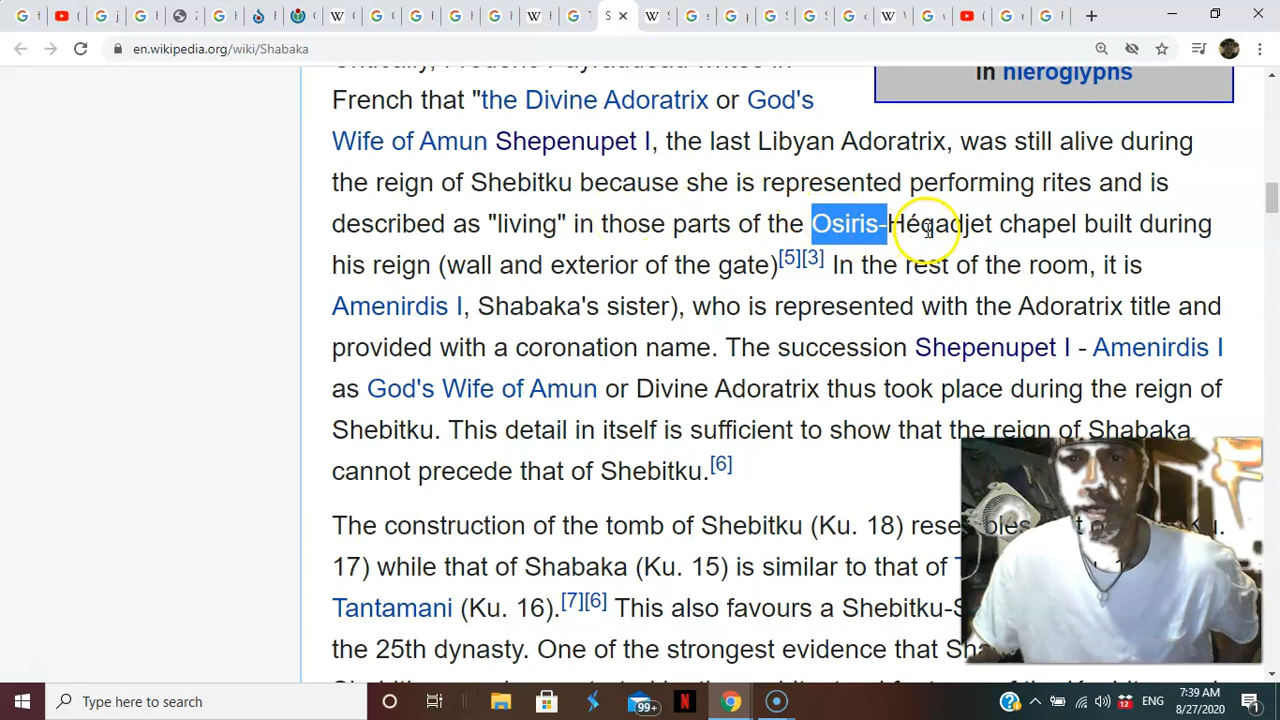 en.wikipedia.org/wiki/Shabaka
in hieroglyphs
French that "the Divine Adoratrix or God's
Wife of Amun Shepenupet I, the last Libyan Adoratrix, was still alive during
the reign of Shebitku because she is represented performing rites and is
described as "living" in those parts of the Osiris-Héqadjet chapel built during
his reign (wall and exterior of the gate)[5][3] In the rest of the room, it is
Amenirdis I, Shabaka's sister), who is represented with the Adoratrix title and
provided with a coronation name. The succession Shepenupet I - Amenirdis I
as God's Wife of Amun or Divine Adoratrix thus took place during the reign of
Shebitku. This detail in itself is sufficient to show that the reign of Shabaka
cannot precede that of Shebitku.[6]
The construction of the tomb of Shebitku (Ku. 18)
17) while that of Shabaka (Ku. 15) is similar to that of
Tantamani (Ku. 16).[7][6] This also favours a
the 25th dynasty. One of the strongest evidence that
Type here to search
99+
ENG
7:39 AM
8/27/2020